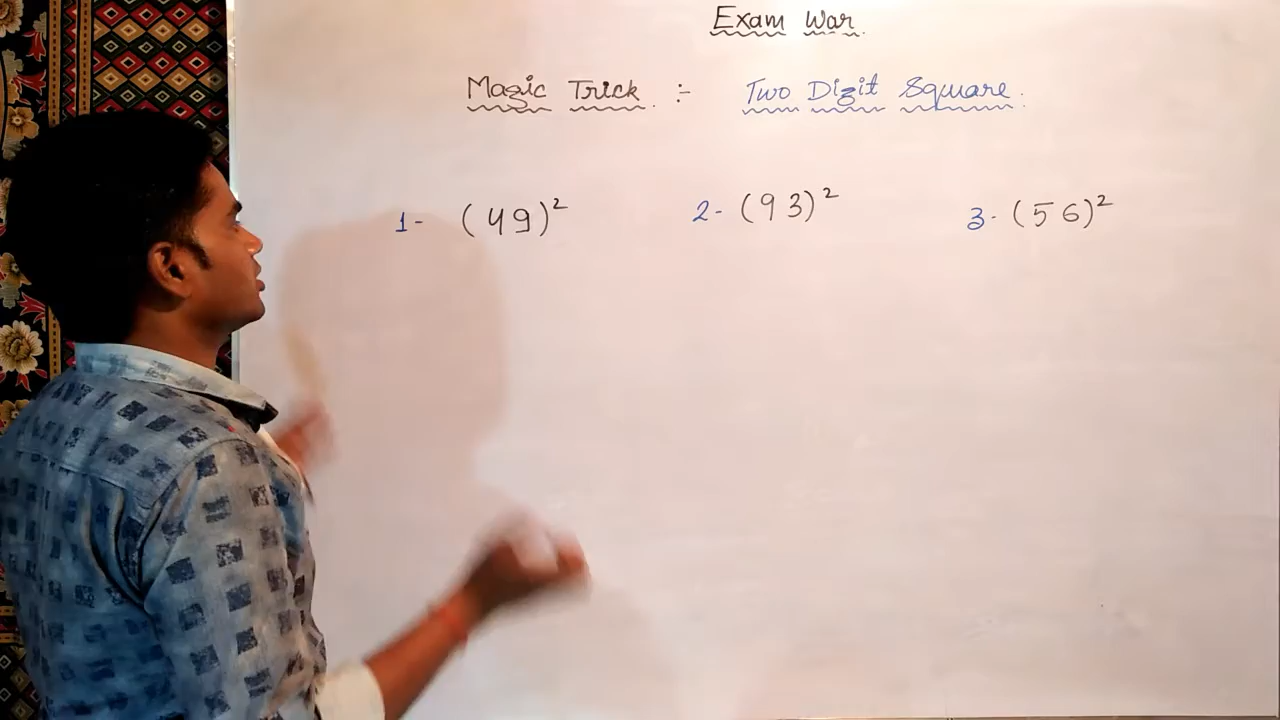 Exam War.
Magic Trick. :- Two Digit Square.
1- (49)² 2- (93)² 3- (56)²